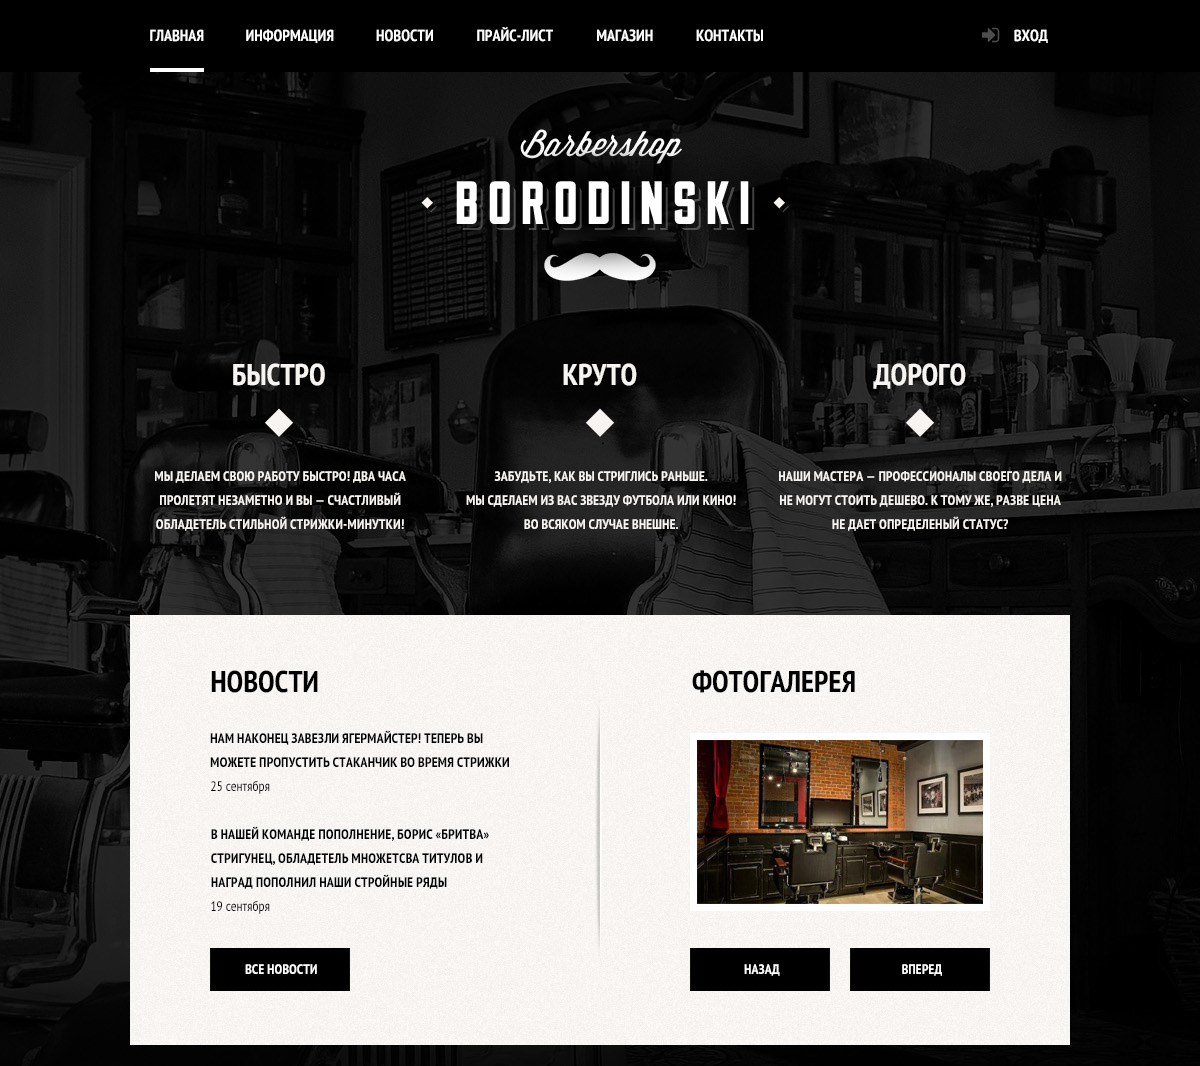 ГЛАВНАЯ ИНФОРМАЦИЯ НОВОСТИ ПРАЙС-ЛИСТ МАГАЗИН КОНТАКТЫ ВХОД
Barbershop
BORODINSKI
БЫСТРО
МЫ ДЕЛАЕМ СВОЮ РАБОТУ БЫСТРО! ДВА ЧАСА
ПРОЛЕТЯТ НЕЗАМЕТНО И ВЫ — СЧАСТЛИВЫЙ
ОБЛАДЕТЕЛЬ СТИЛЬНОЙ СТРИЖКИ-МИНУТКИ!
КРУТО
ЗАБУДЬТЕ, КАК ВЫ СТРИГЛИСЬ РАНЬШЕ.
МЫ СДЕЛАЕМ ИЗ ВАС ЗВЕЗДУ ФУТБОЛА ИЛИ КИНО!
ВО ВСЯКОМ СЛУЧАЕ ВНЕШНЕ.
ДОРОГО
НАШИ МАСТЕРА — ПРОФЕССИОНАЛЫ СВОЕГО ДЕЛА И
НЕ МОГУТ СТОИТЬ ДЕШЕВО. К ТОМУ ЖЕ, РАЗВЕ ЦЕНА
НЕ ДАЕТ ОПРЕДЕЛЕНЫЙ СТАТУС?
НОВОСТИ
НАМ НАКОНЕЦ ЗАВЕЗЛИ ЯГЕРМАЙСТЕР! ТЕПЕРЬ ВЫ
МОЖЕТЕ ПРОПУСТИТЬ СТАКАНЧИК ВО ВРЕМЯ СТРИЖКИ
25 сентября
В НАШЕЙ КОМАНДЕ ПОПОЛНЕНИЕ, БОРИС «БРИТВА»
СТРИГУНЕЦ, ОБЛАДЕТЕЛЬ МНОЖЕТСВА ТИТУЛОВ И
НАГРАД ПОПОЛНИЛ НАШИ СТРОЙНЫЕ РЯДЫ
19 сентября
ВСЕ НОВОСТИ
ФОТОГАЛЕРЕЯ
НАЗАД
ВПЕРЕД